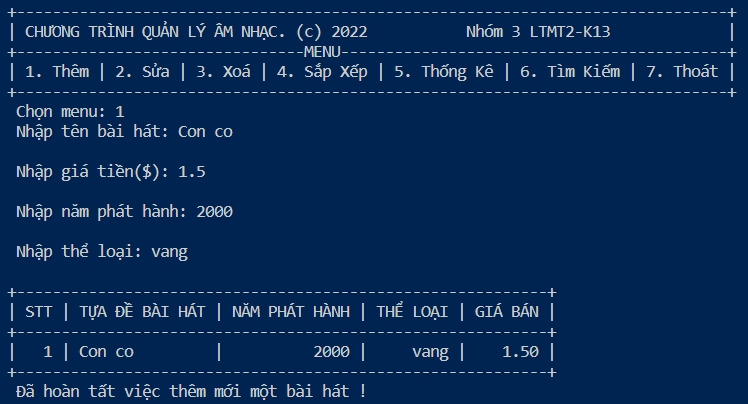 CHƯƠNG TRÌNH QUẢN LÝ ÂM NHẠC. (c) 2022 Nhóm 3 LTMT2-K13
MENU
| 1. Thêm | 2. Sửa | 3. Xoá | 4. Sắp Xếp | 5. Thống Kê | 6. Tìm Kiếm | 7. Thoát |
Chọn menu: 1
Nhập tên bài hát: Con co
Nhập giá tiền($): 1.5
Nhập năm phát hành: 2000
Nhập thể loại: vang
| STT | TỰA ĐỀ BÀI HÁT | NĂM PHÁT HÀNH | THỂ LOẠI | GIÁ BÁN |
| 1 | Con co | 2000 | vang | 1.50 |
Đã hoàn tất việc thêm mới một bài hát !